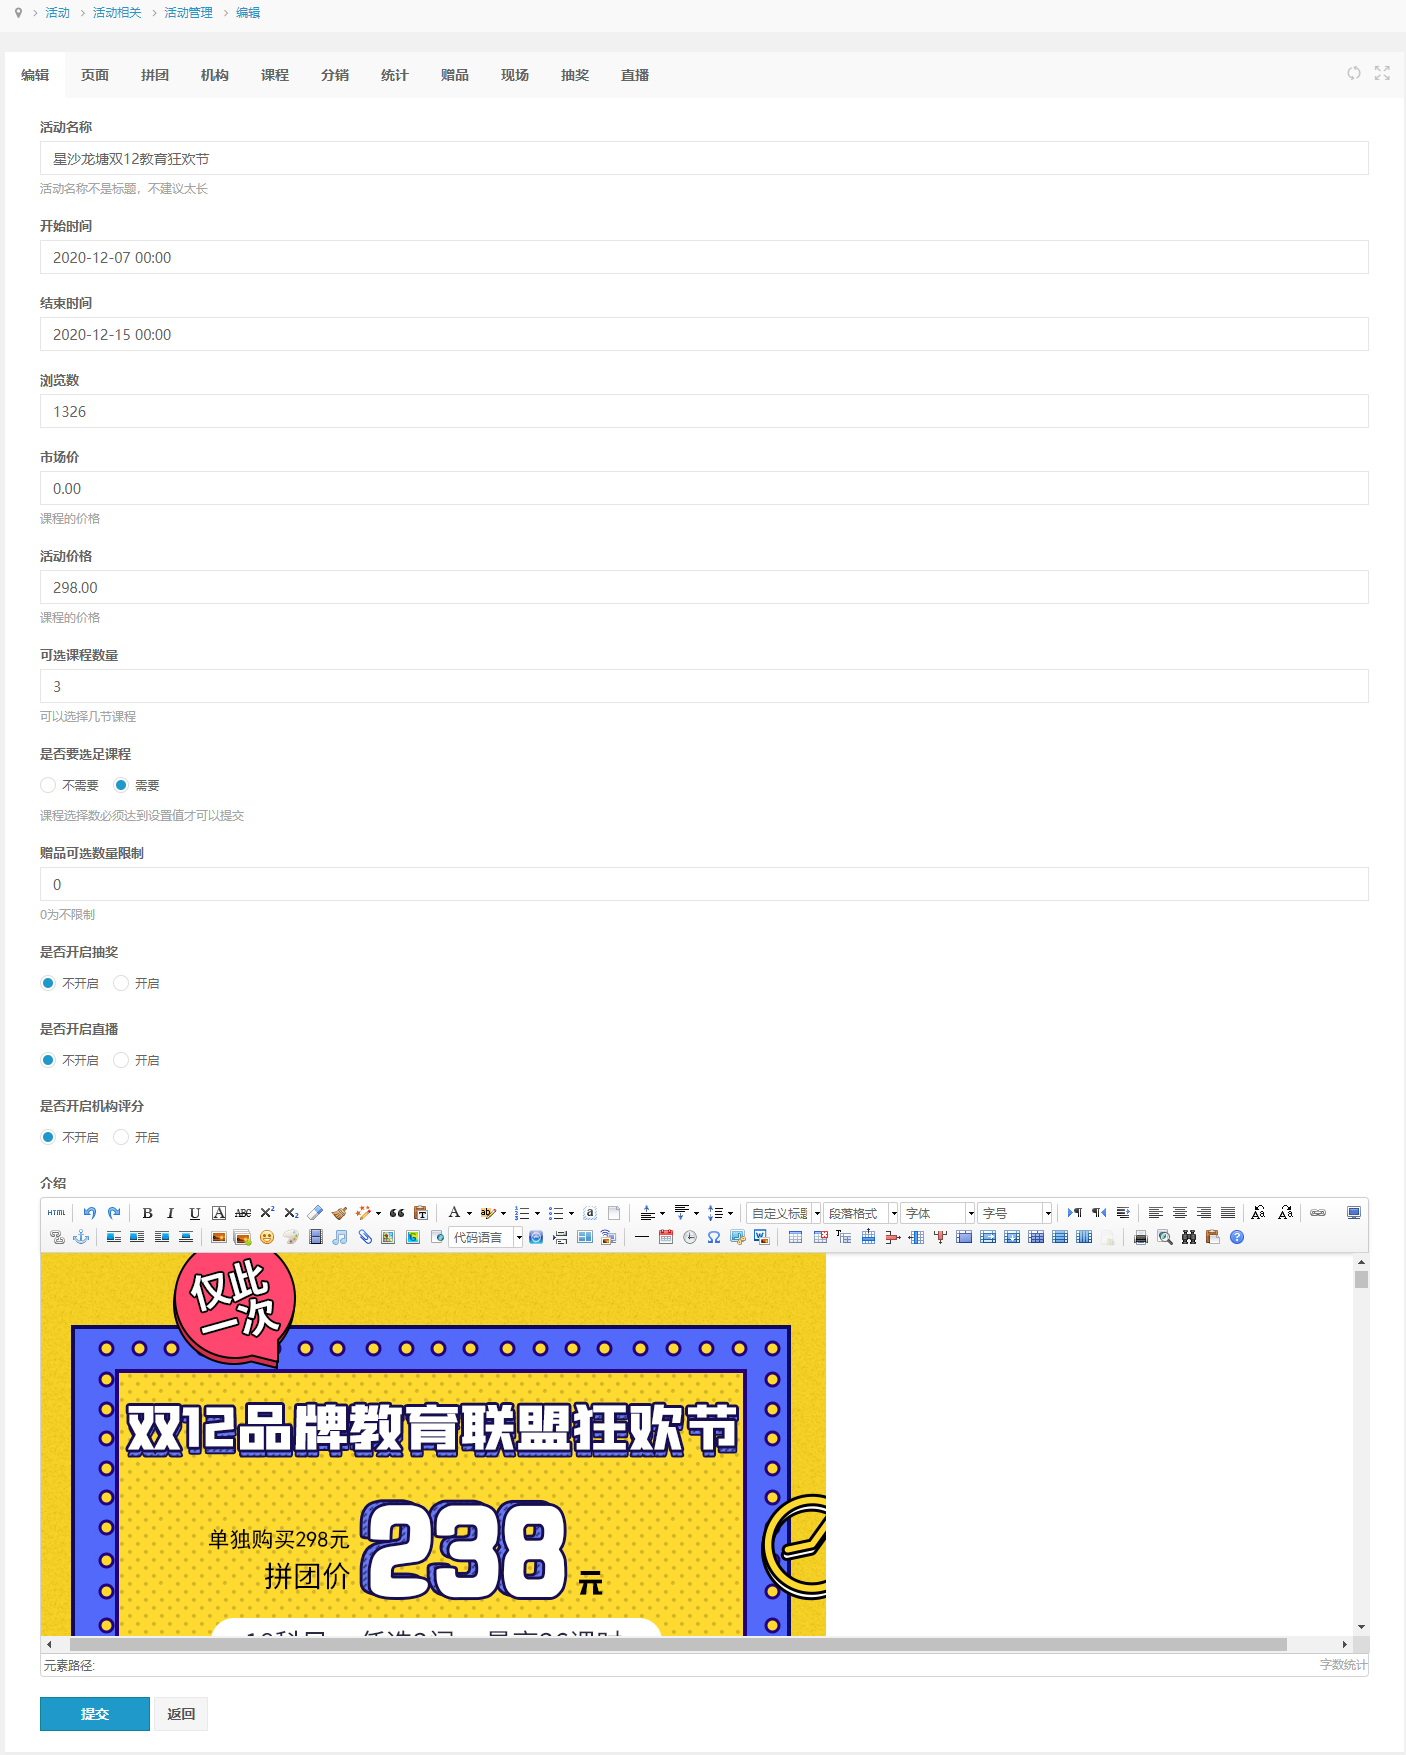 活动 活动相关 活动管理 编辑
编辑 页面 拼团 机构 课程 分销 统计 赠品 现场 抽奖 直播
活动名称
星沙龙塘双12教育狂欢节
活动名称不是标题，不建议太长
开始时间
2020-12-07 00:00
结束时间
2020-12-15 00:00
浏览数
1326
市场价
0.00
课程的价格
活动价格
298.00
课程的价格
可选课程数量
3
可以选择几节课程
是否要选足课程
不需要 需要
课程选择数必须达到设置值才可以提交
赠品可选数量限制
0
0为不限制
是否开启抽奖
不开启 开启
是否开启直播
不开启 开启
是否开启机构评分
不开启 开启
介绍
HTML B I U A ABC X² X₂ A ab a 自定义标题 段落格式 字体 字号
代码语言
仅此
一次
双12品牌教育联盟狂欢节
单独购买298元
拼团价 238 元
元素路径: 字数统计
提交 返回